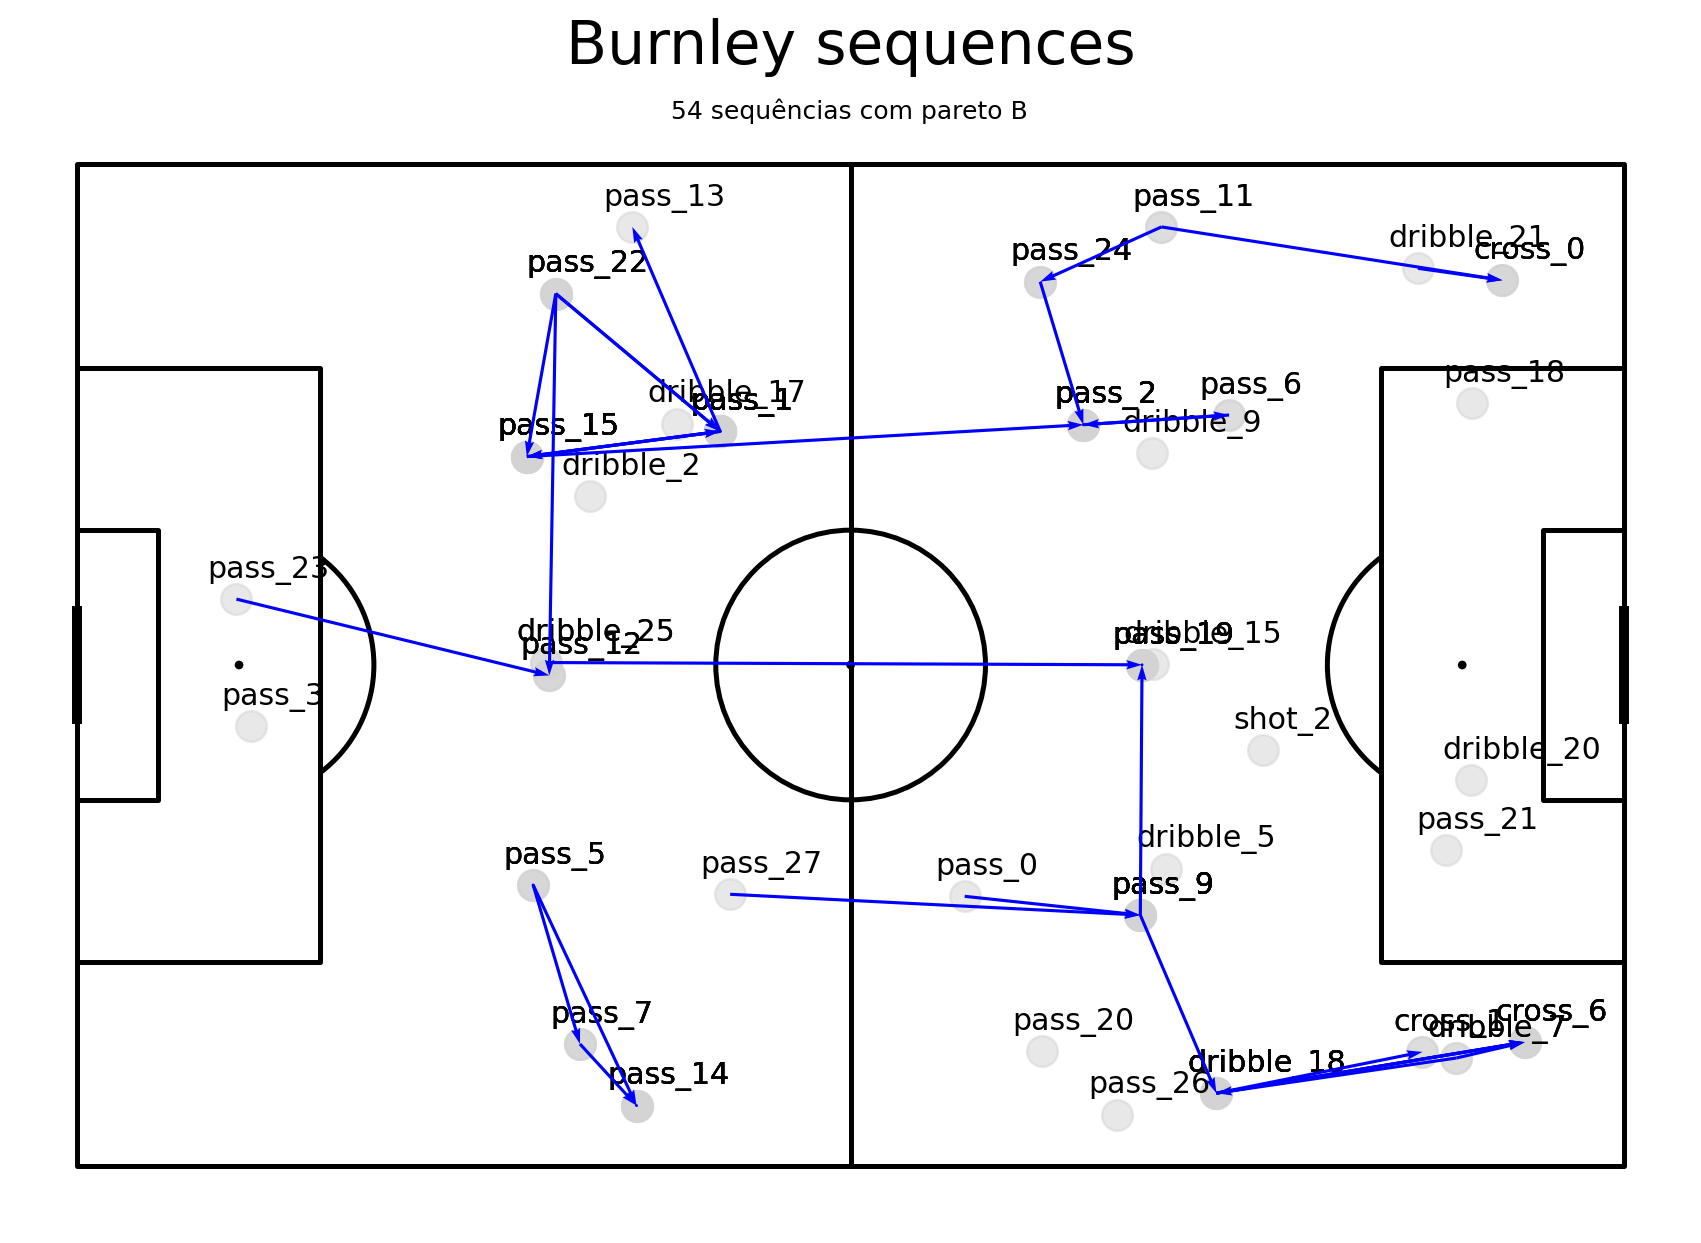 Burnley sequences
54 sequências com pareto B
pass_13
pass_11
dribble_21
cross_0
pass_24
pass_22
pass_18
dribble_17
pass_1
pass_2
pass_6
pass_15
dribble_9
dribble_2
pass_23
dribble_25
pass_12
pass_19
dribble_15
pass_3
shot_2
dribble_20
pass_21
pass_5
pass_27
pass_0
dribble_5
pass_9
pass_7
pass_20
cross_1
dribble_7
cross_6
pass_14
dribble_18
pass_26